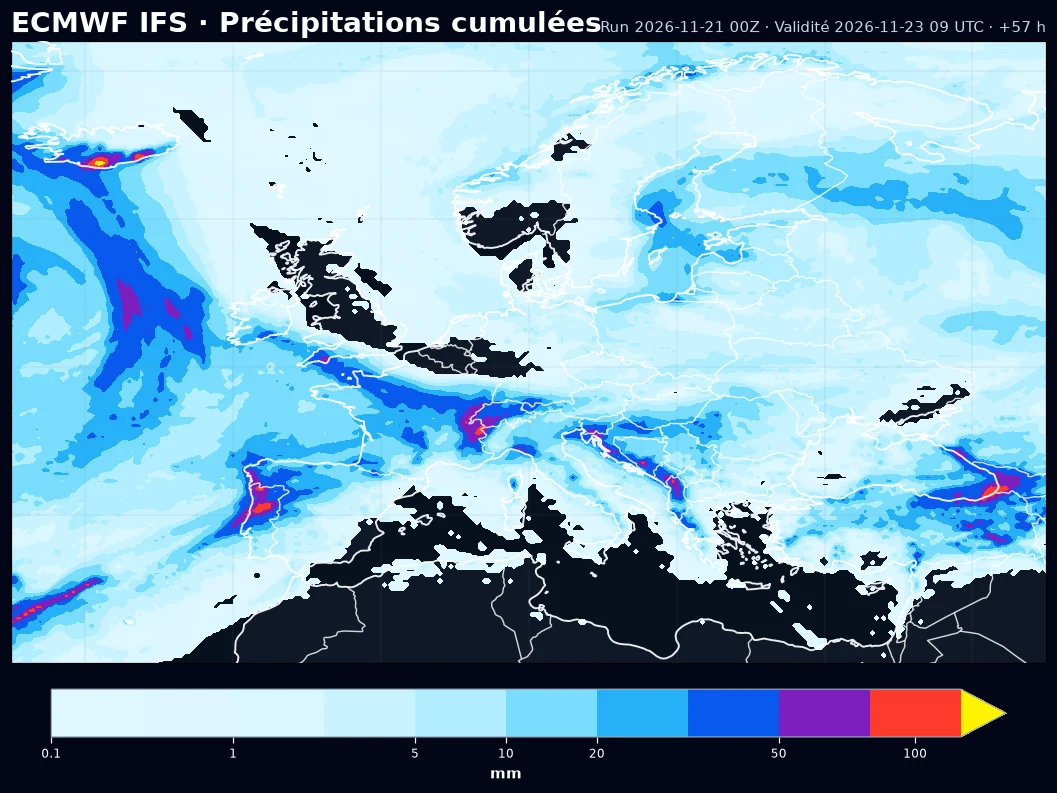 ECMWF IFS · Précipitations cumulées
Run 2026-11-21 00Z · Validité 2026-11-23 09 UTC · +57 h
0.1 1 5 10 20 50 100
mm